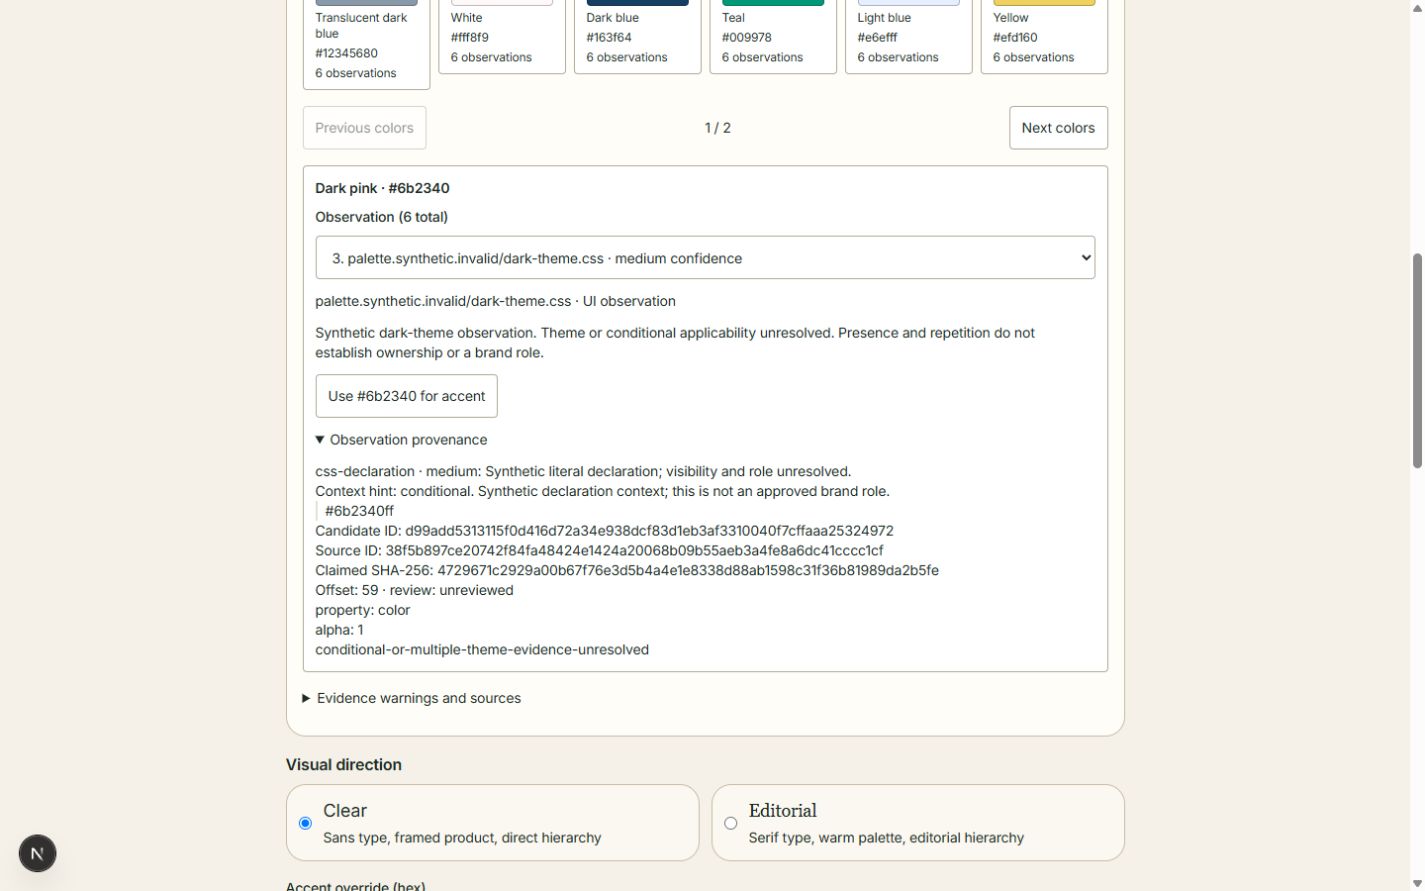 Translucent dark
blue
#12345680
6 observations
White
#fff8f9
6 observations
Dark blue
#163f64
6 observations
Teal
#009978
6 observations
Light blue
#e6efff
6 observations
Yellow
#efd160
6 observations
Previous colors
1 / 2
Next colors
Dark pink · #6b2340
Observation (6 total)
3. palette.synthetic.invalid/dark-theme.css · medium confidence
palette.synthetic.invalid/dark-theme.css · UI observation
Synthetic dark-theme observation. Theme or conditional applicability unresolved. Presence and repetition do not
establish ownership or a brand role.
Use #6b2340 for accent
▼ Observation provenance
css-declaration · medium: Synthetic literal declaration; visibility and role unresolved.
Context hint: conditional. Synthetic declaration context; this is not an approved brand role.
#6b2340ff
Candidate ID: d99add5313115f0d416d72a34e938dcf83d1eb3af3310040f7cffaaa25324972
Source ID: 38f5b897ce20742f84fa48424e1424a20068b09b55aeb3a4fe8a6dc41cccc1cf
Claimed SHA-256: 4729671c2929a00b67f76e3d5b4a4e1e8338d88ab1598c31f36b81989da2b5fe
Offset: 59 · review: unreviewed
property: color
alpha: 1
conditional-or-multiple-theme-evidence-unresolved
▶ Evidence warnings and sources
Visual direction
Clear
Sans type, framed product, direct hierarchy
Editorial
Serif type, warm palette, editorial hierarchy
N
Accent override (hex)